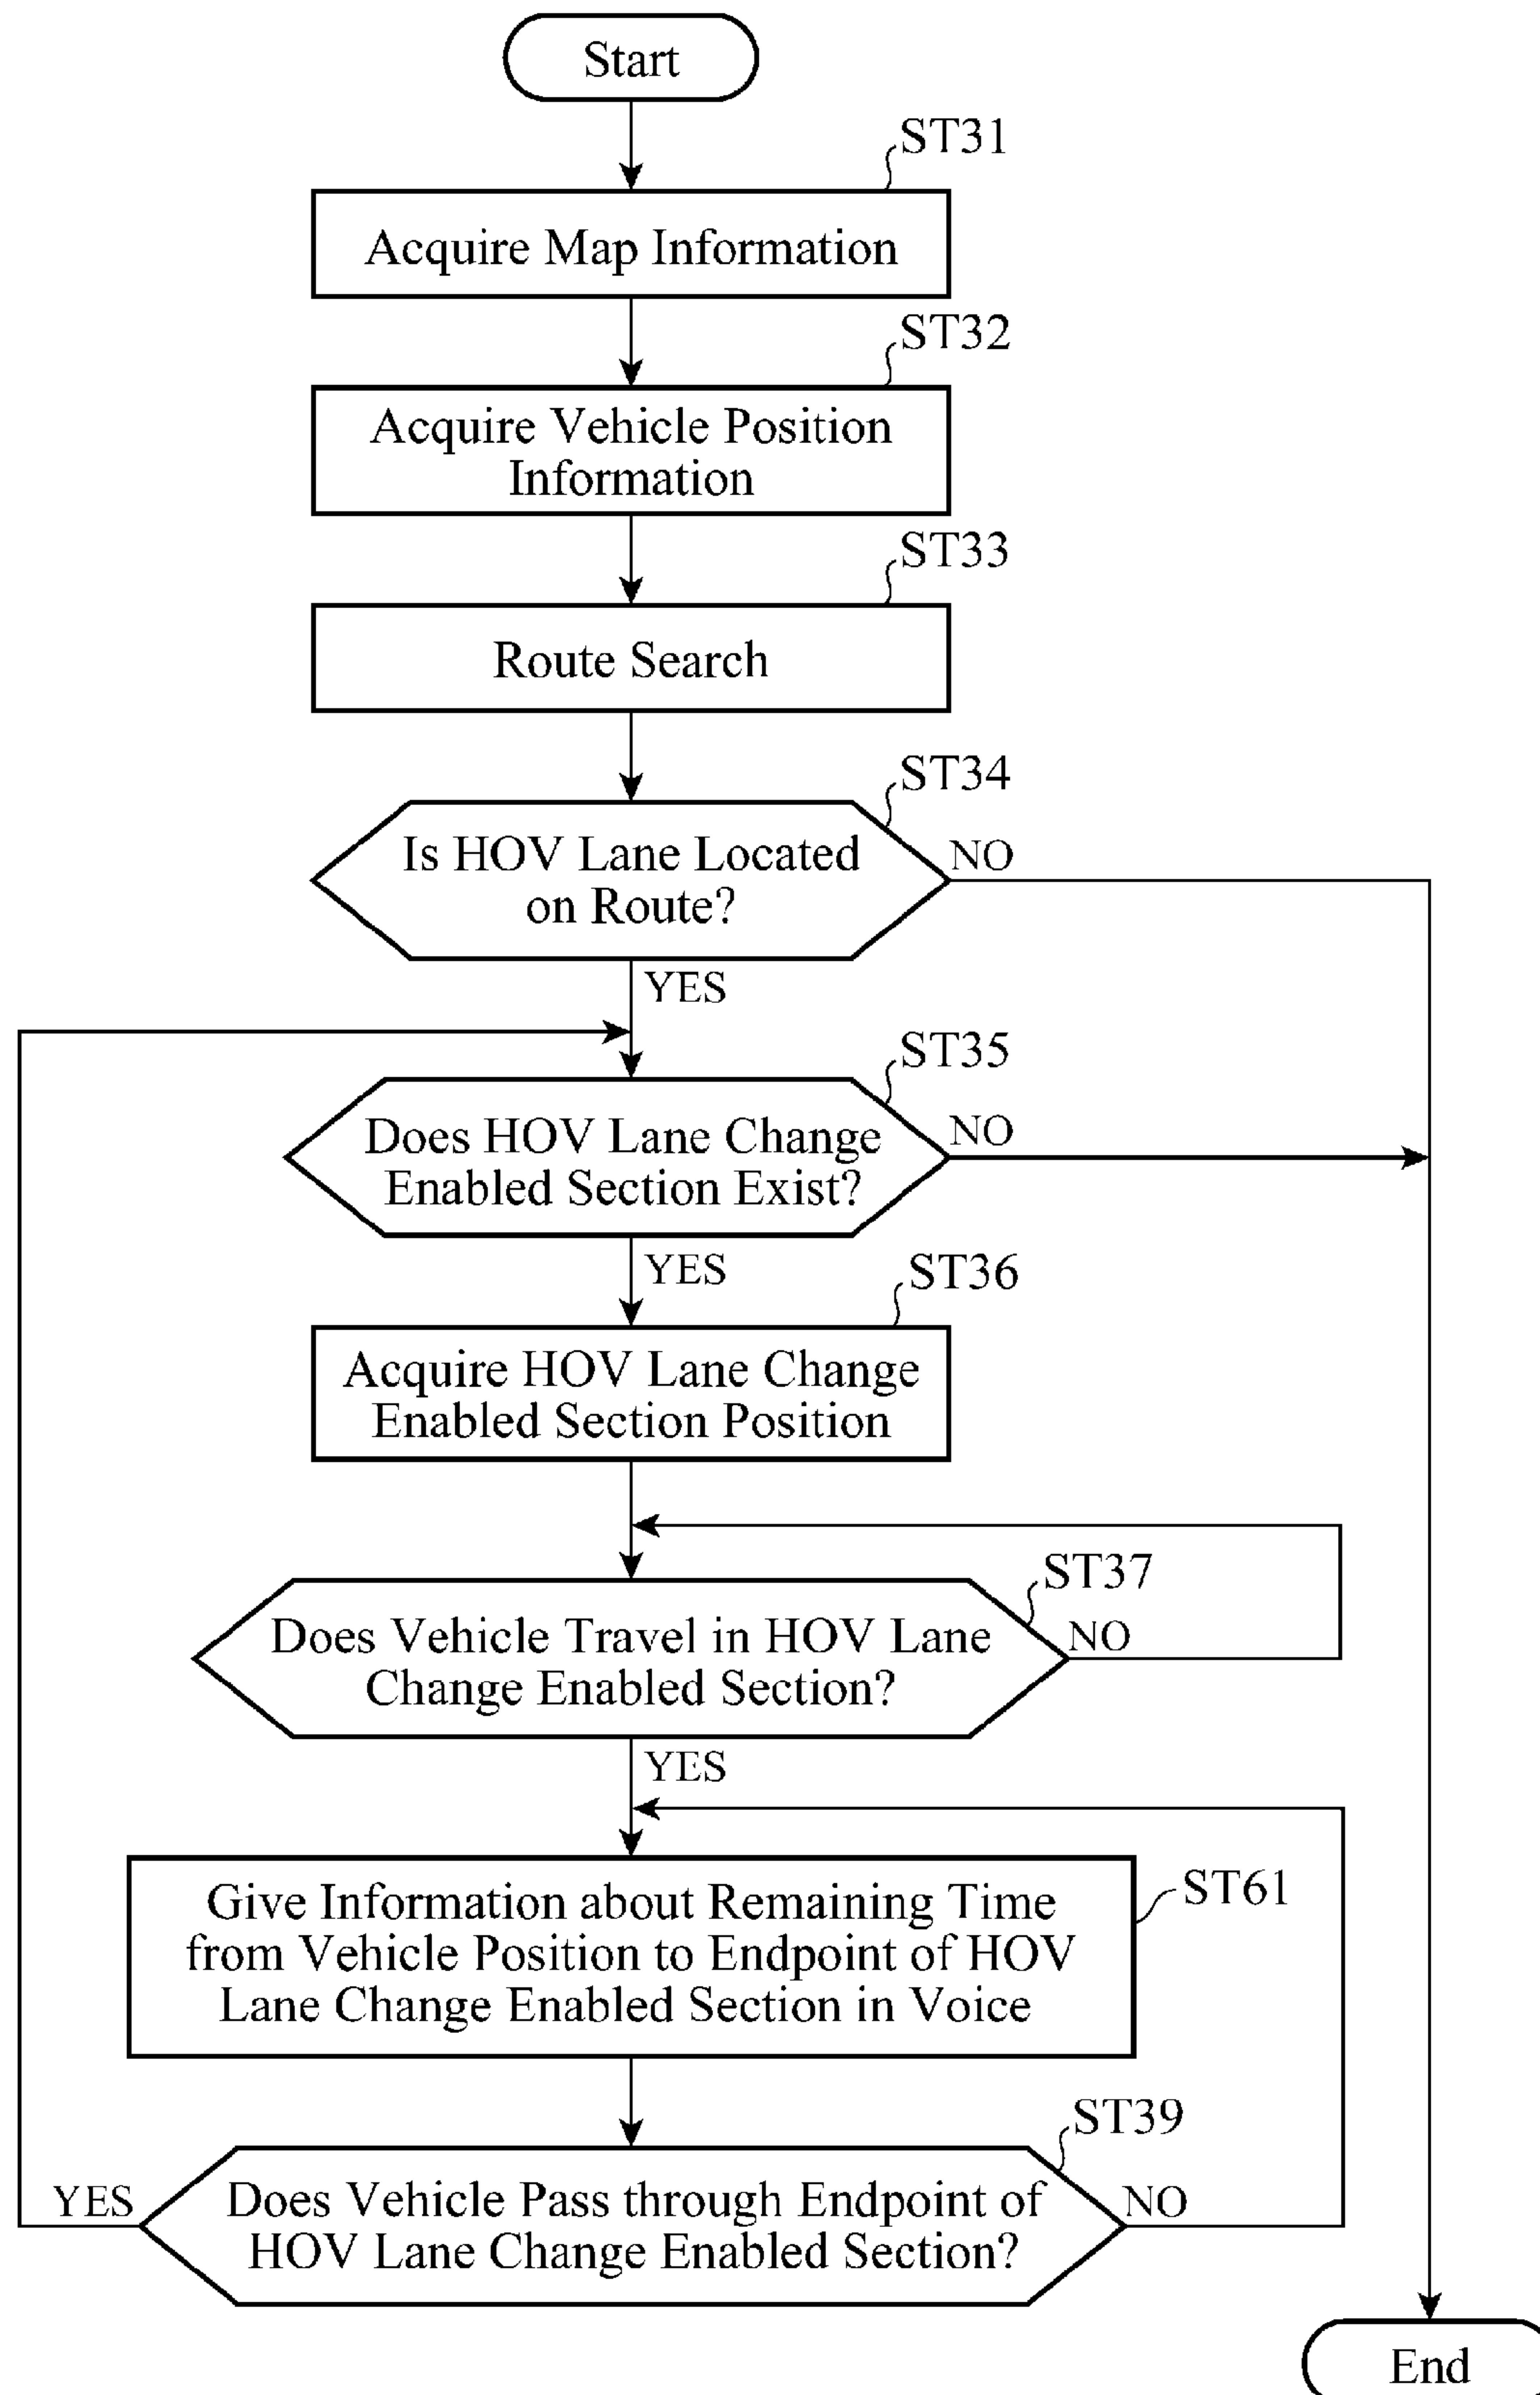 Start
ST31
Acquire Map Information
ST32
Acquire Vehicle Position
Information
ST33
Route Search
ST34
Is HOV Lane Located
on Route?
NO
YES
ST35
Does HOV Lane Change
Enabled Section Exist?
NO
YES
ST36
Acquire HOV Lane Change
Enabled Section Position
ST37
Does Vehicle Travel in HOV Lane
Change Enabled Section?
NO
YES
ST61
Give Information about Remaining Time
from Vehicle Position to Endpoint of HOV
Lane Change Enabled Section in Voice
ST39
YES
Does Vehicle Pass through Endpoint of
HOV Lane Change Enabled Section?
NO
End